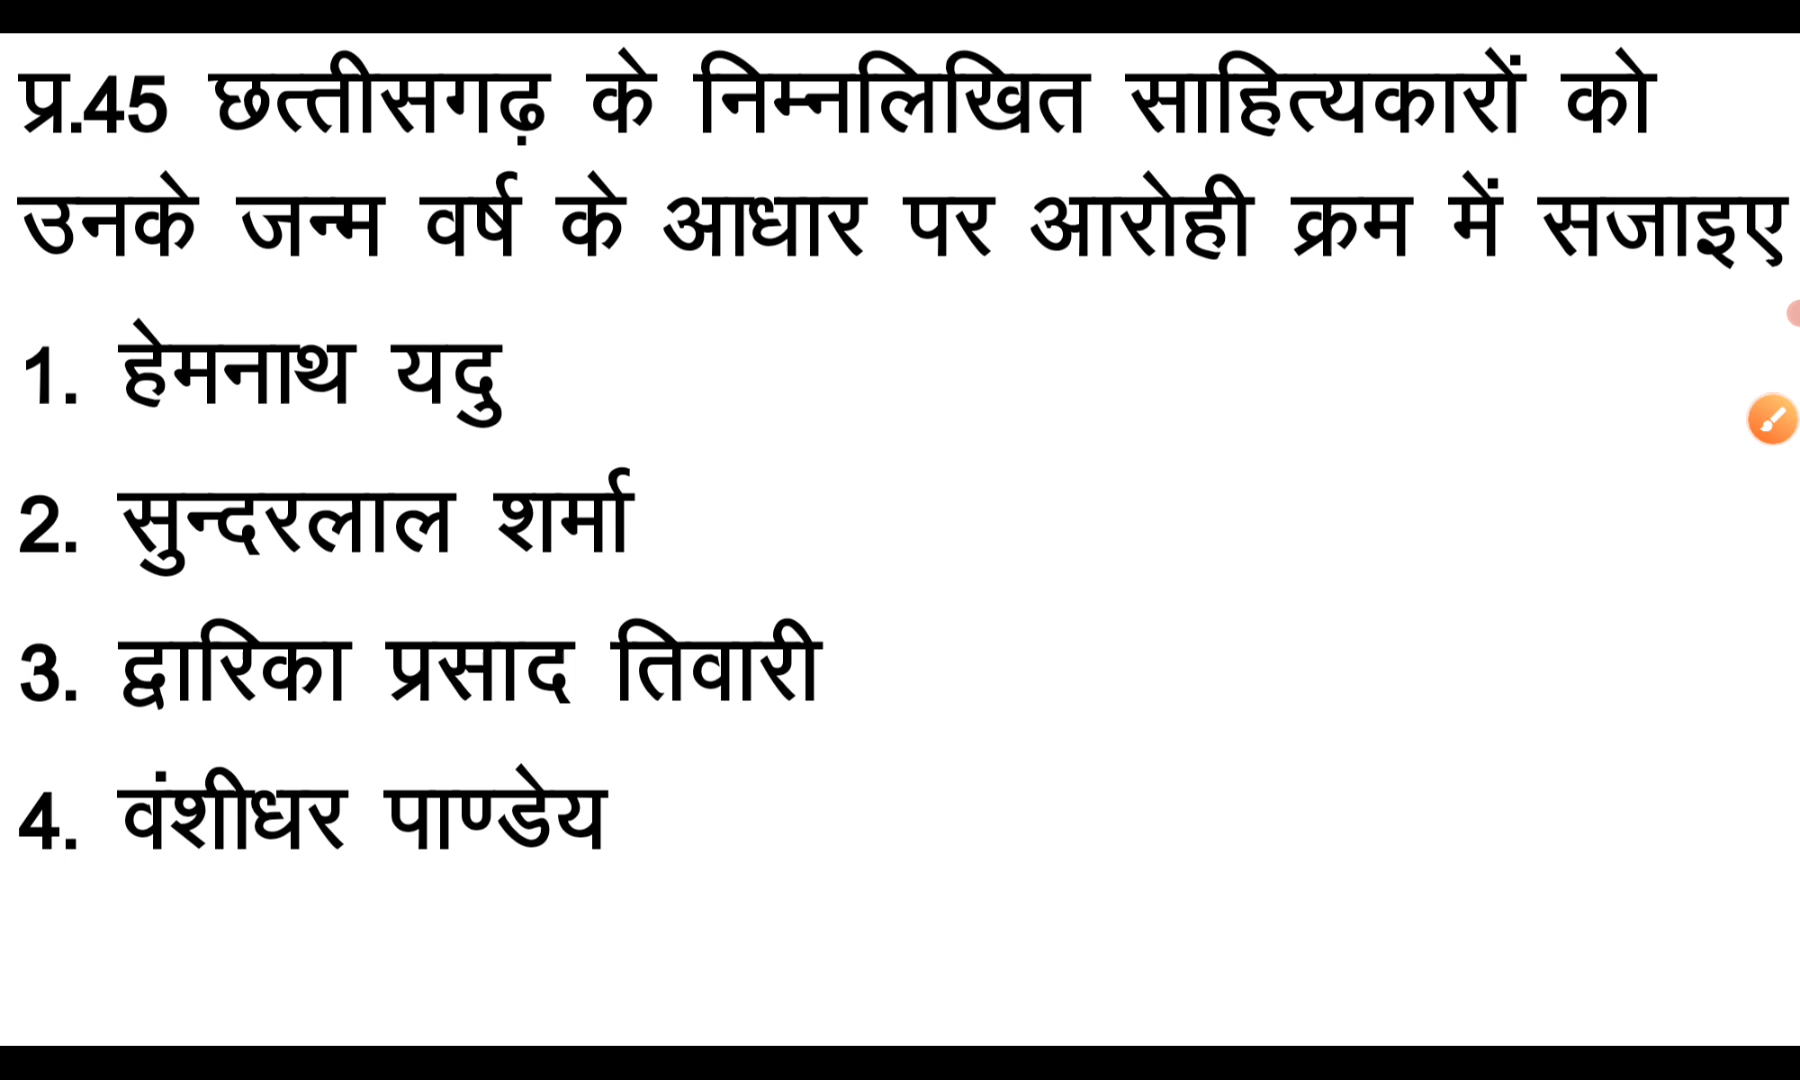 प्र.45 छत्तीसगढ़ के निम्नलिखित साहित्यकारों को
उनके जन्म वर्ष के आधार पर आरोही क्रम में सजाइए
1. हेमनाथ यदु
2. सुन्दरलाल शर्मा
3. द्वारिका प्रसाद तिवारी
4. वंशीधर पाण्डेय